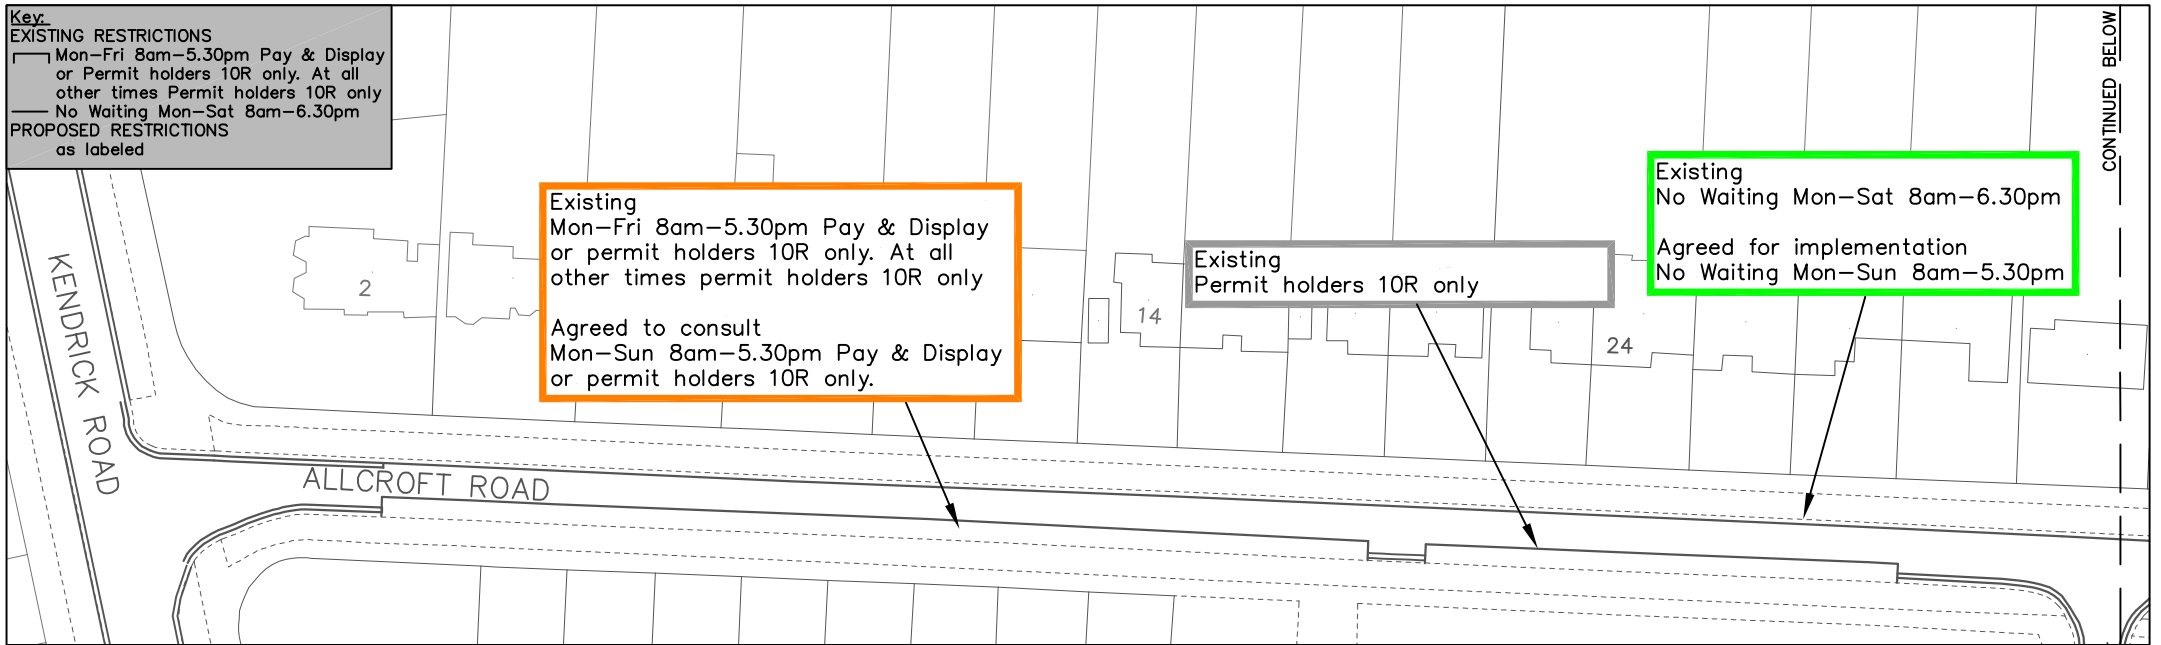 Key:
EXISTING RESTRICTIONS
Mon-Fri 8am-5.30pm Pay & Display
or Permit holders 10R only. At all
other times Permit holders 10R only
No Waiting Mon-Sat 8am-6.30pm
PROPOSED RESTRICTIONS
as labeled
CONTINUED BELOW
Existing
Mon-Fri 8am-5.30pm Pay & Display
or permit holders 10R only. At all
other times permit holders 10R only
Agreed to consult
Mon-Sun 8am-5.30pm Pay & Display
or permit holders 10R only.
Existing
Permit holders 10R only
Existing
No Waiting Mon-Sat 8am-6.30pm
Agreed for implementation
No Waiting Mon-Sun 8am-5.30pm
2
14
24
KENDRICK ROAD
ALLCROFT ROAD